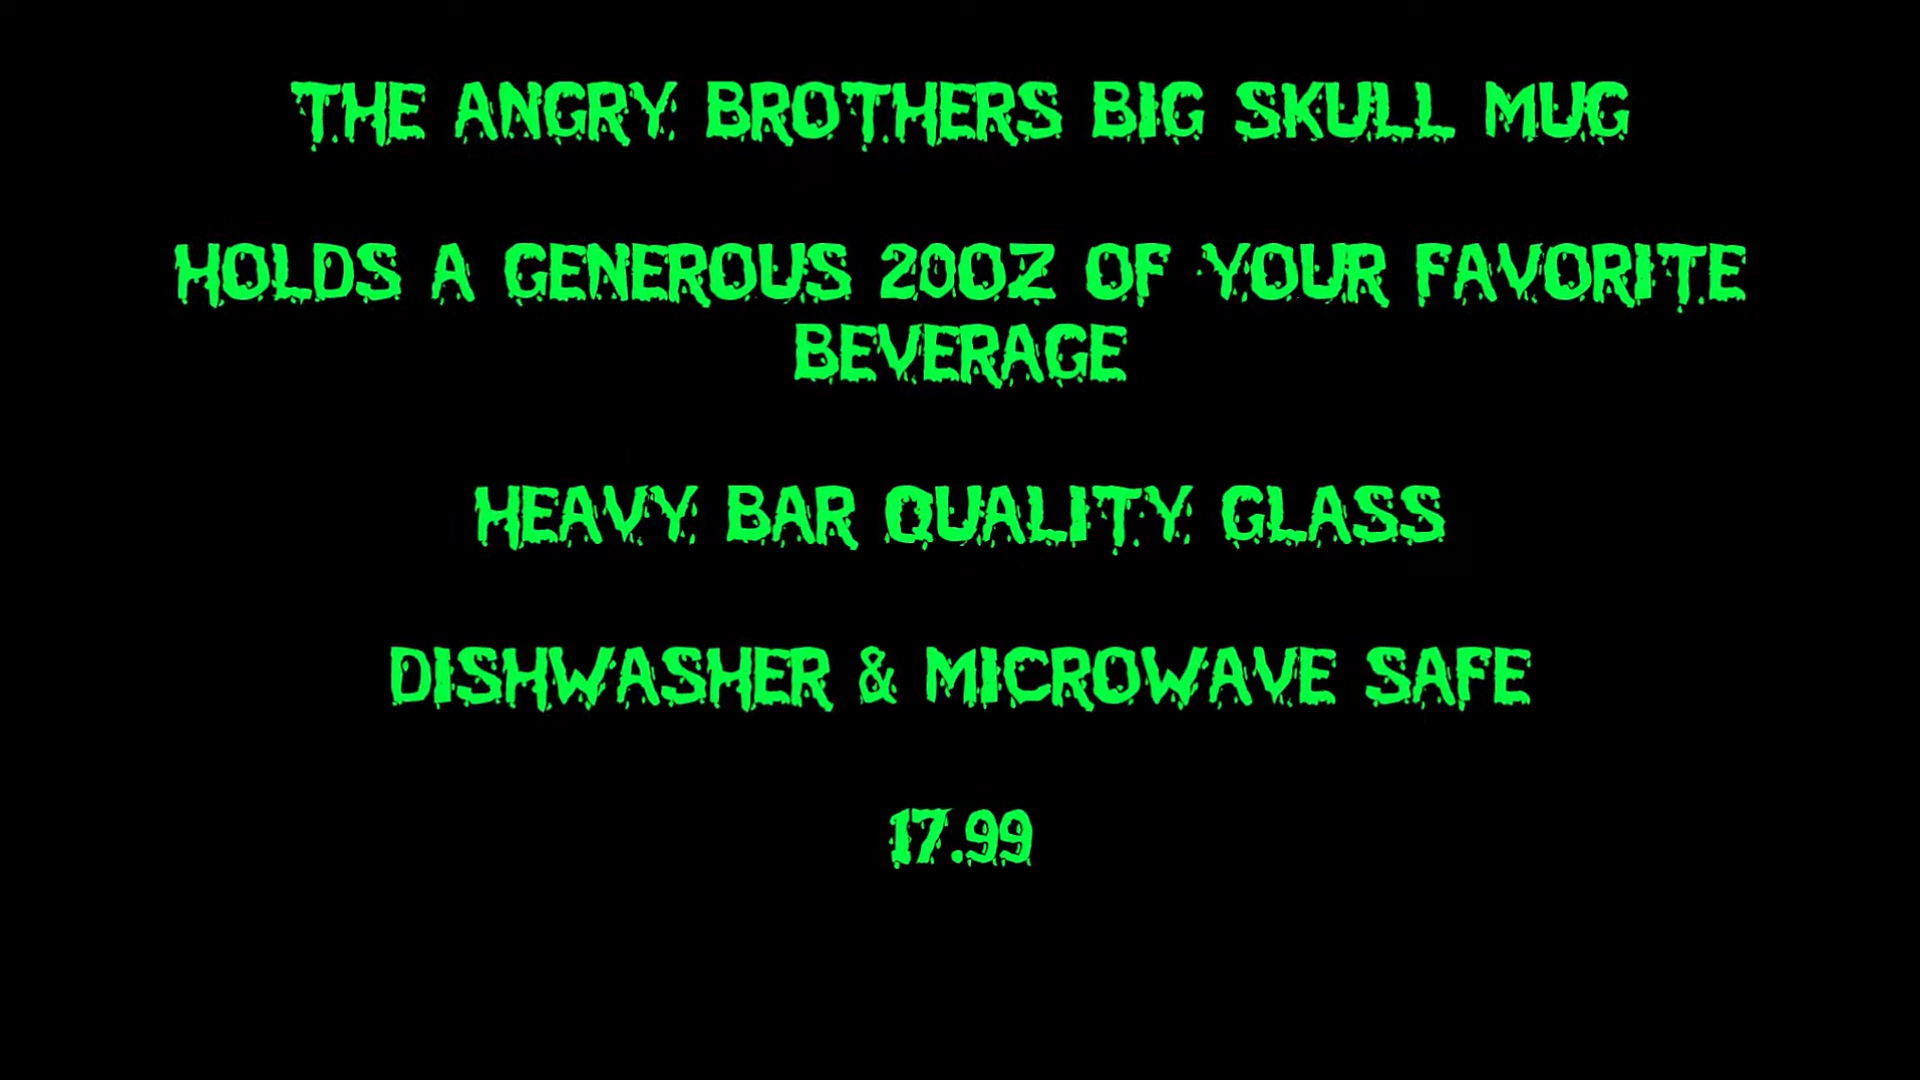 THE ANGRY BROTHERS BIG SKULL MUG
HOLDS A GENEROUS 20OZ OF YOUR FAVORITE
BEVERAGE
HEAVY BAR QUALITY GLASS
DISHWASHER & MICROWAVE SAFE
17.99